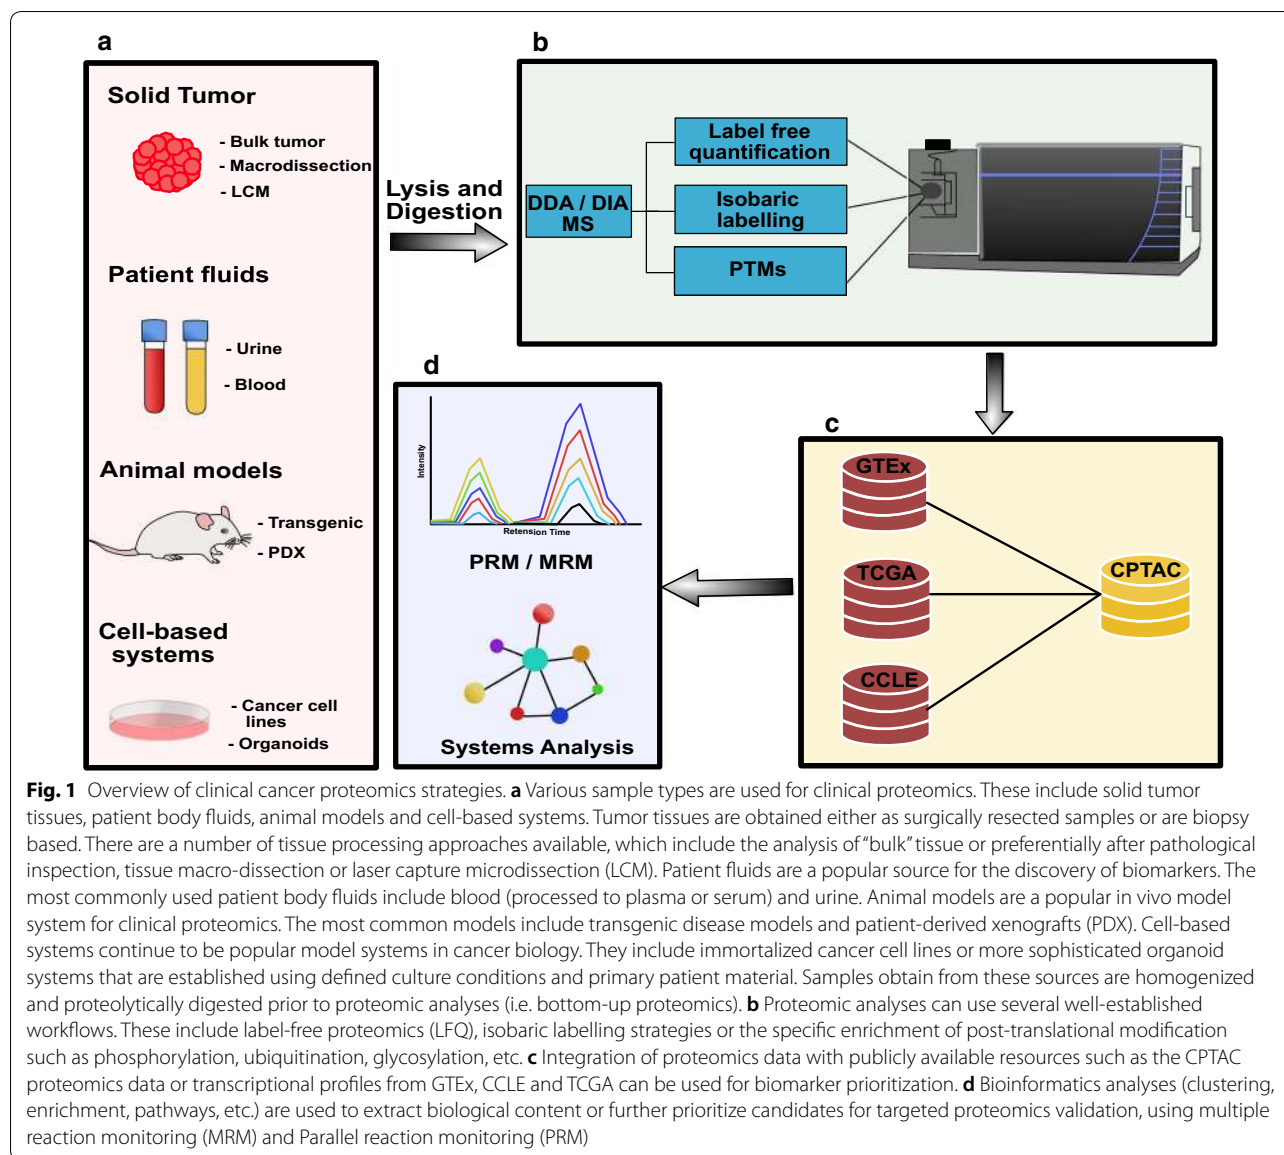 a
Solid Tumor
- Bulk tumor
- Macrodissection
- LCM
Patient fluids
- Urine
- Blood
Animal models
- Transgenic
- PDX
Cell-based
systems
- Cancer cell
lines
- Organoids
Lysis and
Digestion
b
DDA / DIA
MS
Label free
quantification
Isobaric
labelling
PTMs
c
GTEx
TCGA
CCLE
CPTAC
d
Intensity
Retension Time
PRM / MRM
Systems Analysis
Fig. 1 Overview of clinical cancer proteomics strategies. a Various sample types are used for clinical proteomics. These include solid tumor
tissues, patient body fluids, animal models and cell-based systems. Tumor tissues are obtained either as surgically resected samples or are biopsy
based. There are a number of tissue processing approaches available, which include the analysis of "bulk" tissue or preferentially after pathological
inspection, tissue macro-dissection or laser capture microdissection (LCM). Patient fluids are a popular source for the discovery of biomarkers. The
most commonly used patient body fluids include blood (processed to plasma or serum) and urine. Animal models are a popular in vivo model
system for clinical proteomics. The most common models include transgenic disease models and patient-derived xenografts (PDX). Cell-based
systems continue to be popular model systems in cancer biology. They include immortalized cancer cell lines or more sophisticated organoid
systems that are established using defined culture conditions and primary patient material. Samples obtain from these sources are homogenized
and proteolytically digested prior to proteomic analyses (i.e. bottom-up proteomics). b Proteomic analyses can use several well-established
workflows. These include label-free proteomics (LFQ), isobaric labelling strategies or the specific enrichment of post-translational modification
such as phosphorylation, ubiquitination, glycosylation, etc. c Integration of proteomics data with publicly available resources such as the CPTAC
proteomics data or transcriptional profiles from GTEx, CCLE and TCGA can be used for biomarker prioritization. d Bioinformatics analyses (clustering,
enrichment, pathways, etc.) are used to extract biological content or further prioritize candidates for targeted proteomics validation, using multiple
reaction monitoring (MRM) and Parallel reaction monitoring (PRM)